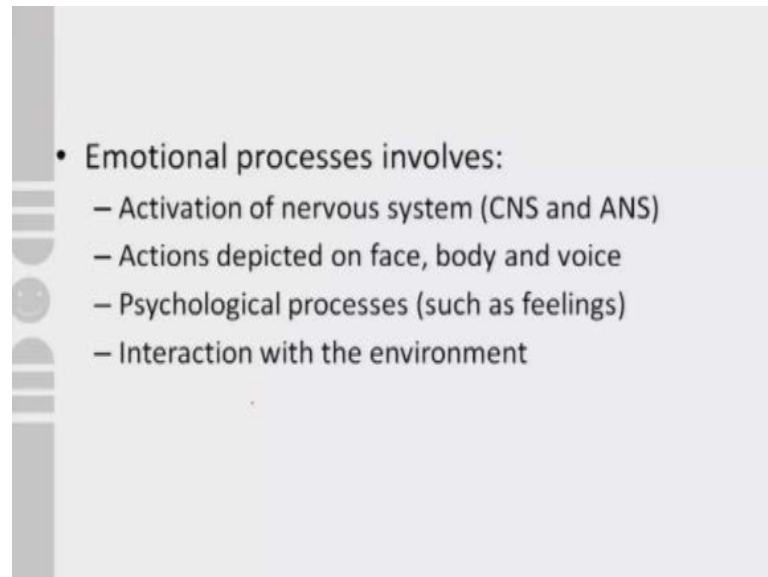 • Emotional processes involves:
– Activation of nervous system (CNS and ANS)
– Actions depicted on face, body and voice
– Psychological processes (such as feelings)
– Interaction with the environment